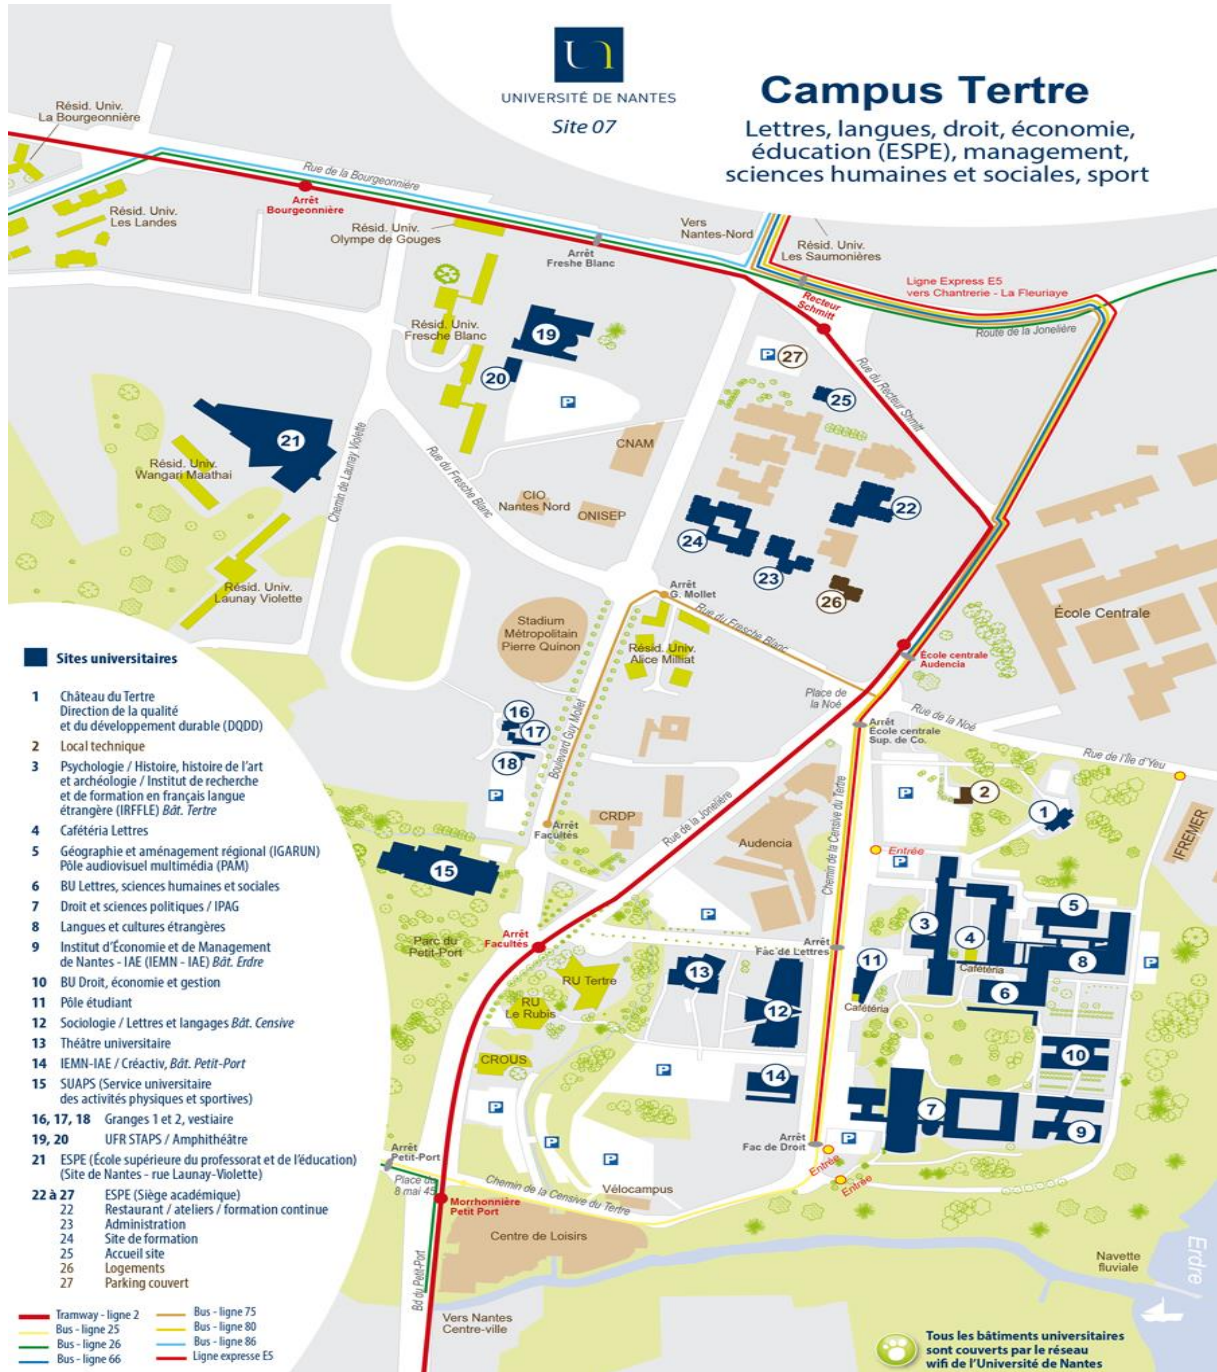 UNIVERSITÉ DE NANTES
Site 07
Campus Tertre
Lettres, langues, droit, économie,
éducation (ESPE), management,
sciences humaines et sociales, sport
Résid. Univ.
La Bourgeonnière
Rue de la Bourgeonnière
Arrêt
Bourgeonnière
Résid. Univ.
Les Landes
Résid. Univ.
Olympe de Gouges
Arrêt
Freshe Blanc
Vers
Nantes-Nord
Résid. Univ.
Les Saumonières
Ligne Express E5
vers Chantrerie - La Fleuriaye
Recteur
Schmitt
Route de la Jonelière
Résid. Univ.
Fresche Blanc
19
20
P
P
27
25
Rue du Recteur Shmitt
21
Résid. Univ.
Wangari Maathai
Chemin de Launay Violette
Rue du Fresche Blanc
CNAM
CIO
Nantes Nord
ONISEP
22
24
23
26
Résid. Univ.
Launay Violette
Arrêt
G. Mollet
Rue du Fresche Blanc
École Centrale
Stadium
Métropolitain
Pierre Quinon
Résid. Univ.
Alice Milliat
École centrale
Audencia
Place de
la Noé
Rue de la Noé
Arrêt
École centrale
Sup. de Co.
Rue de l'Île d'Yeu
16
17
18
Boulevard Guy Mollet
P
Arrêt
Facultés
CRDP
Rue de la Jonelière
Audencia
Chemin de la Censive du Tertre
P
2
1
IFREMER
Entrée
P
15
P
3
4
5
Parc du
Petit-Port
Arrêt
Facultés
Arrêt
Fac de Lettres
RU Tertre
RU
Le Rubis
13
12
11
Cafétéria
Cafétéria
8
6
P
CROUS
P
14
10
P
7
9
Arrêt
Fac de Droit
P
Entrée
Entrée
P
P
Arrêt
Petit-Port
Place du
8 mai 45
Chemin de la Censive du Tertre
Vélocampus
Morrhonnière
Petit Port
Centre de Loisirs
Bd du Petit-Port
Vers Nantes
Centre-ville
Navette
fluviale
Erdre
Sites universitaires
1 Château du Tertre
Direction de la qualité
et du développement durable (DQDD)
2 Local technique
3 Psychologie / Histoire, histoire de l'art
et archéologie / Institut de recherche
et de formation en français langue
étrangère (IRFFLE) Bât. Tertre
4 Cafétéria Lettres
5 Géographie et aménagement régional (IGARUN)
Pôle audiovisuel multimédia (PAM)
6 BU Lettres, sciences humaines et sociales
7 Droit et sciences politiques / IPAG
8 Langues et cultures étrangères
9 Institut d'Économie et de Management
de Nantes - IAE (IEMN - IAE) Bât. Erdre
10 BU Droit, économie et gestion
11 Pôle étudiant
12 Sociologie / Lettres et langages Bât. Censive
13 Théâtre universitaire
14 IEMN-IAE / Créactiv, Bât. Petit-Port
15 SUAPS (Service universitaire
des activités physiques et sportives)
16, 17, 18 Granges 1 et 2, vestiaire
19, 20 UFR STAPS / Amphithéâtre
21 ESPE (École supérieure du professorat et de l'éducation)
(Site de Nantes - rue Launay-Violette)
22 à 27 ESPE (Siège académique)
22 Restaurant / ateliers / formation continue
23 Administration
24 Site de formation
25 Accueil site
26 Logements
27 Parking couvert
Tramway - ligne 2
Bus - ligne 25
Bus - ligne 26
Bus - ligne 66
Bus - ligne 75
Bus - ligne 80
Bus - ligne 86
Ligne expresse E5
Tous les bâtiments universitaires
sont couverts par le réseau
wifi de l'Université de Nantes